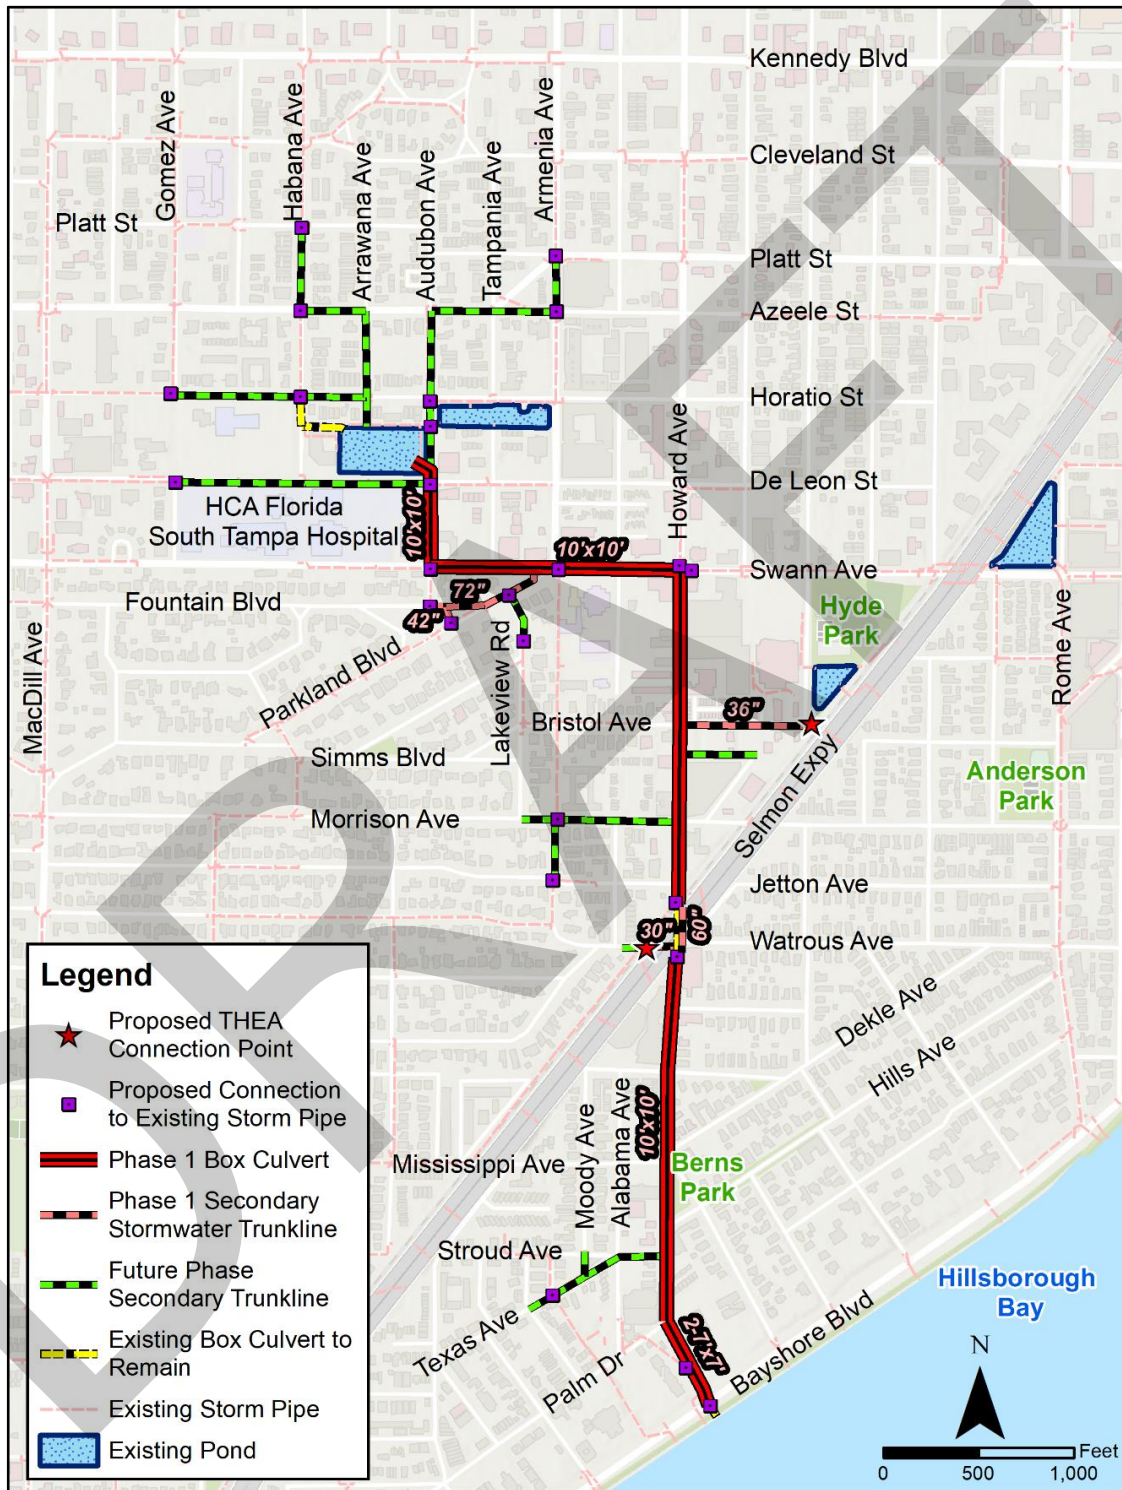 Kennedy Blvd
Cleveland St
Gomez Ave
Habana Ave
Arrawana Ave
Audubon Ave
Tampania Ave
Armenia Ave
Platt St
Platt St
Azeele St
Horatio St
Howard Ave
De Leon St
HCA Florida
South Tampa Hospital
10'x10'
10'x10'
Swann Ave
Fountain Blvd
72"
42"
Hyde
Park
MacDill Ave
Parkland Blvd
Lakeview Rd
Rome Ave
Bristol Ave
36"
Simms Blvd
Selmon Expy
Anderson
Park
Morrison Ave
Jetton Ave
30"
60"
Watrous Ave
Dekle Ave
Hills Ave
Moody Ave
Alabama Ave
10'x10'
Mississippi Ave
Berns
Park
Stroud Ave
Texas Ave
Palm Dr
2-7'x7'
Bayshore Blvd
Hillsborough
Bay
Legend
Proposed THEA
Connection Point
Proposed Connection
to Existing Storm Pipe
Phase 1 Box Culvert
Phase 1 Secondary
Stormwater Trunkline
Future Phase
Secondary Trunkline
Existing Box Culvert to
Remain
Existing Storm Pipe
Existing Pond
N
Feet
0 500 1,000
DRAFT